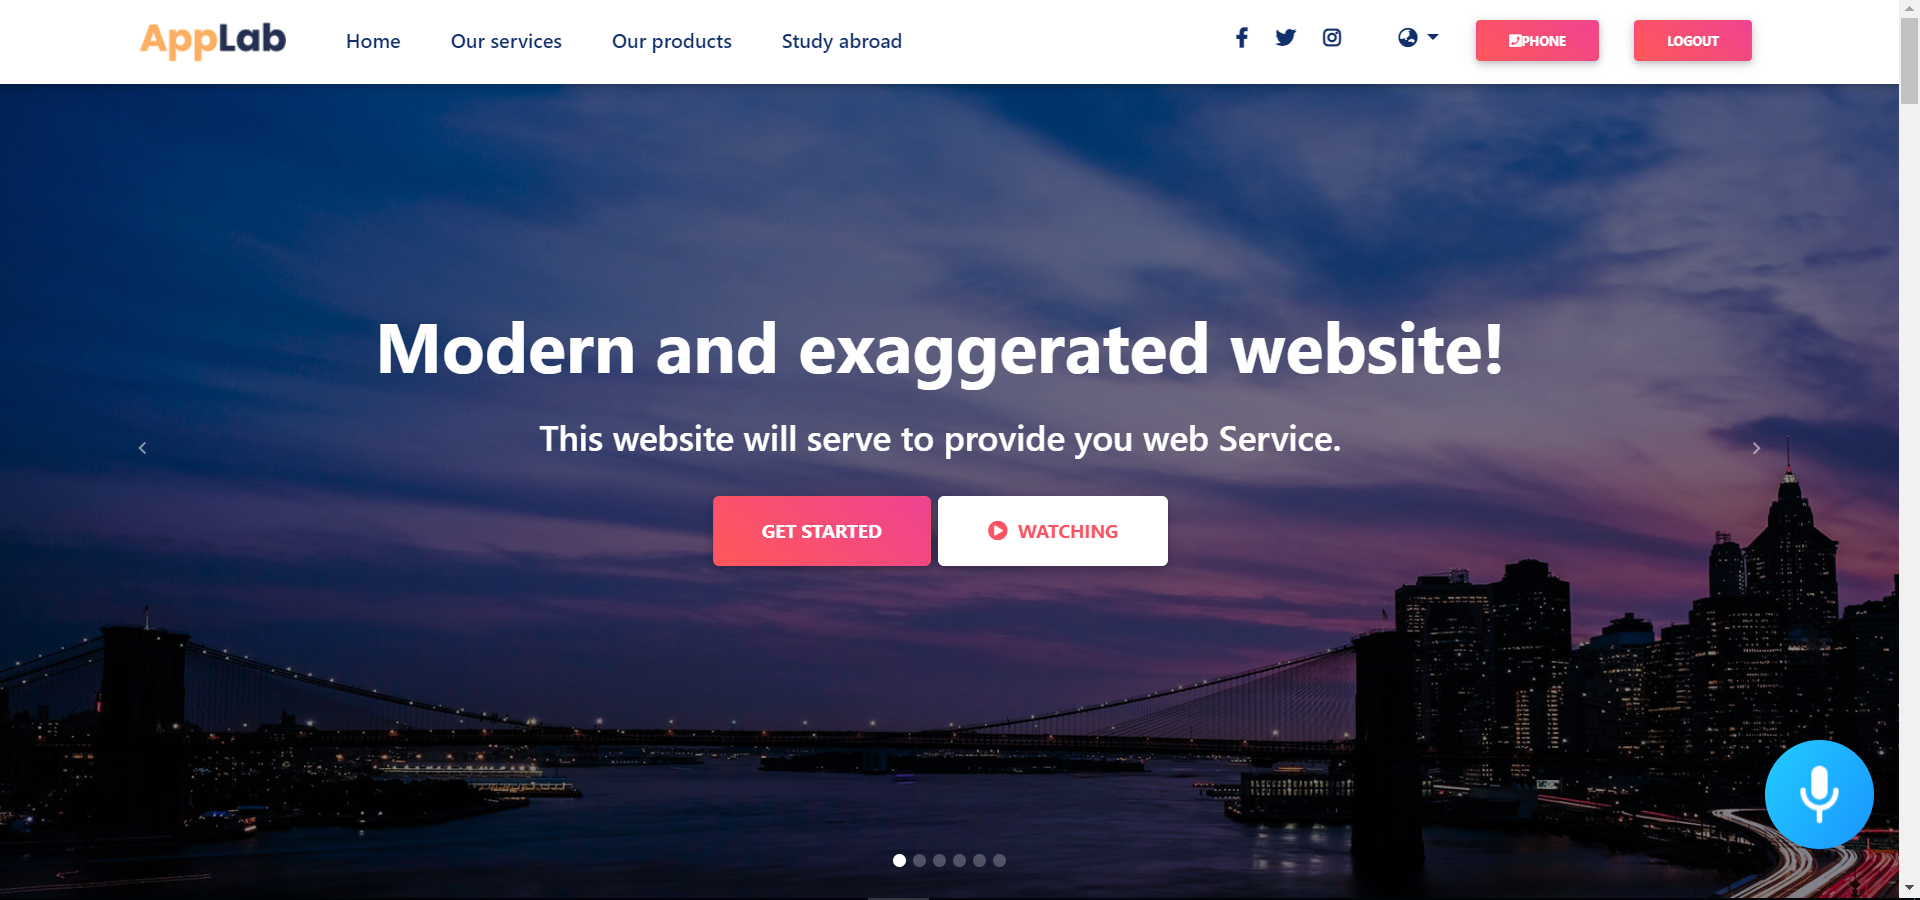 AppLab
Home
Our services
Our products
Study abroad
PHONE
LOGOUT
Modern and exaggerated website!
This website will serve to provide you web Service.
GET STARTED
WATCHING